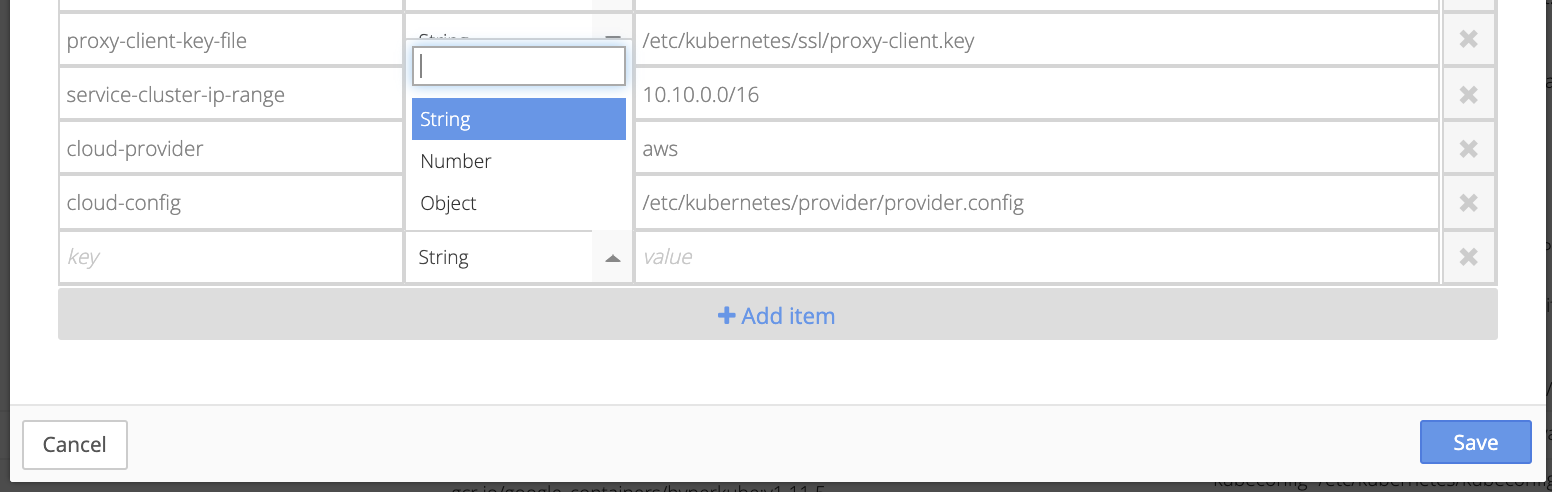 proxy-client-key-file String /etc/kubernetes/ssl/proxy-client.key
service-cluster-ip-range 10.10.0.0/16
String
cloud-provider aws
Number
cloud-config /etc/kubernetes/provider/provider.config
Object
key String value
Add item
Cancel Save
gcr.io/google_containers/hyperkube:v1.11.5 kubeconfig /etc/kubernetes/kubeconfig